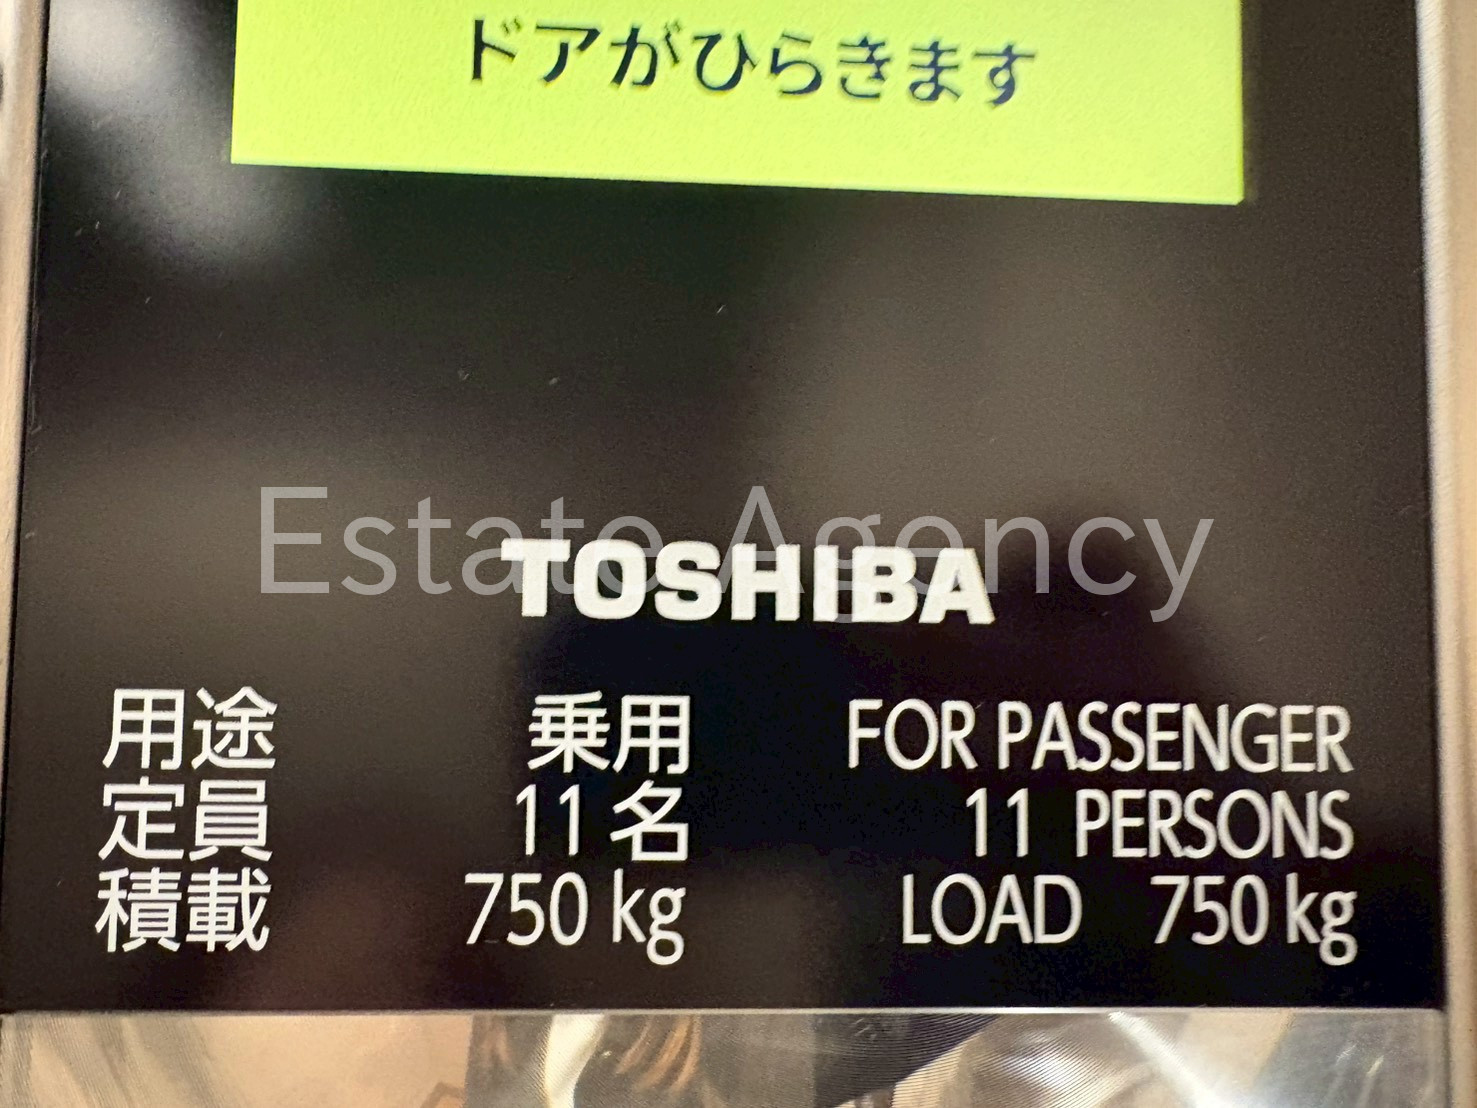 ドアがひらきます
Estate Agency
TOSHIBA
用途 乗用 FOR PASSENGER
定員 11名 11 PERSONS
積載 750 kg LOAD 750 kg